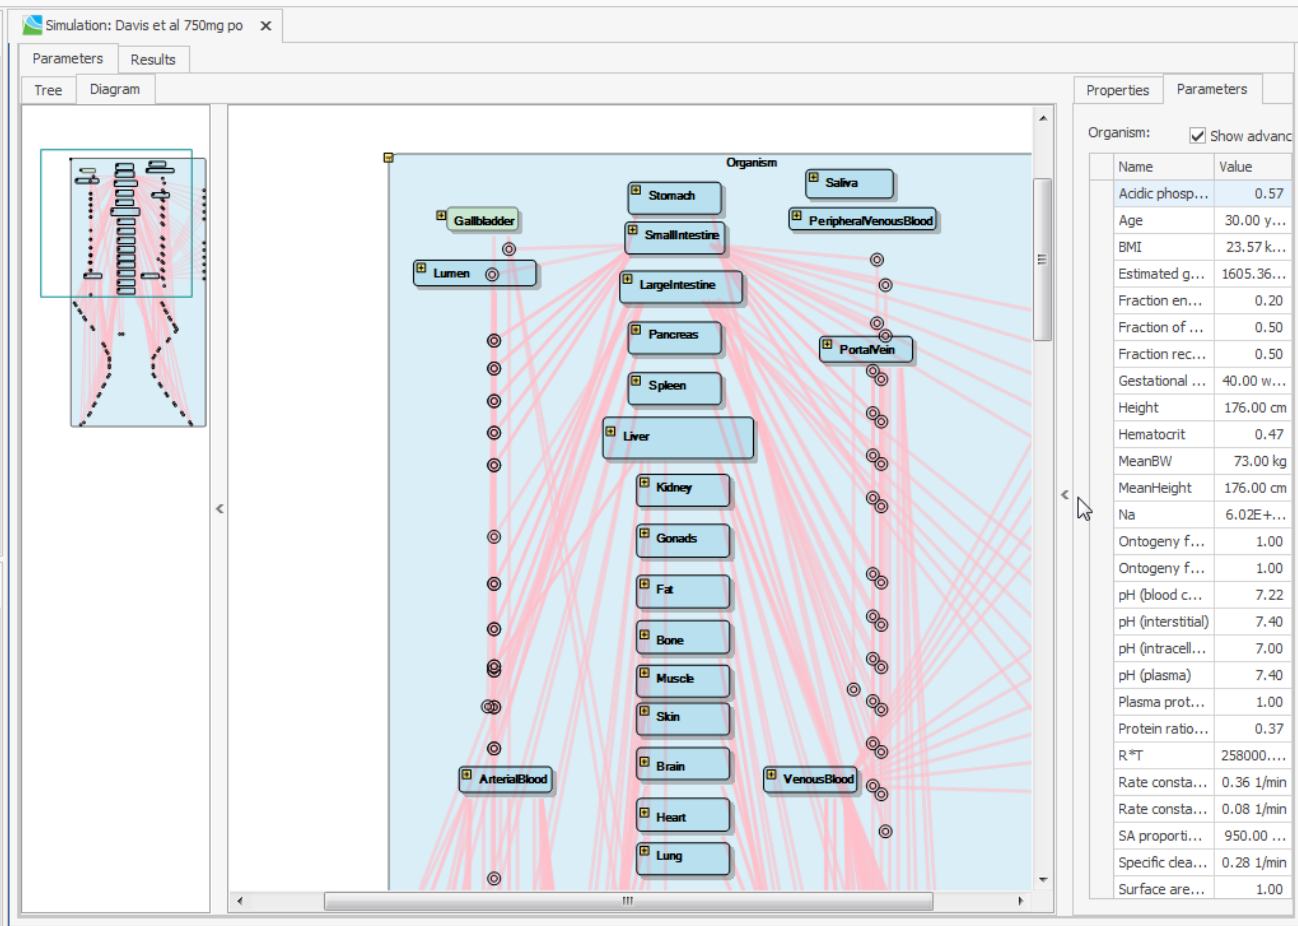 Simulation: Davis et al 750mg po
Parameters Results
Tree Diagram
Organism
Stomach
Saliva
Gallbladder
PeripheralVenousBlood
SmallIntestine
Lumen
LargeIntestine
Pancreas
PortalVein
Spleen
Liver
Kidney
Gonads
Fat
Bone
Muscle
Skin
Brain
ArterialBlood
VenousBlood
Heart
Lung
Properties Parameters
Organism: Show advanc
Name Value
Acidic phosp... 0.57
Age 30.00 y...
BMI 23.57 k...
Estimated g... 1605.36...
Fraction en... 0.20
Fraction of ... 0.50
Fraction rec... 0.50
Gestational ... 40.00 w...
Height 176.00 cm
Hematocrit 0.47
MeanBW 73.00 kg
MeanHeight 176.00 cm
Na 6.02E+...
Ontogeny f... 1.00
Ontogeny f... 1.00
pH (blood c... 7.22
pH (interstitial) 7.40
pH (intracell... 7.00
pH (plasma) 7.40
Plasma prot... 1.00
Protein ratio... 0.37
R*T 258000....
Rate consta... 0.36 1/min
Rate consta... 0.08 1/min
SA proporti... 950.00 ...
Specific clea... 0.28 1/min
Surface are... 1.00